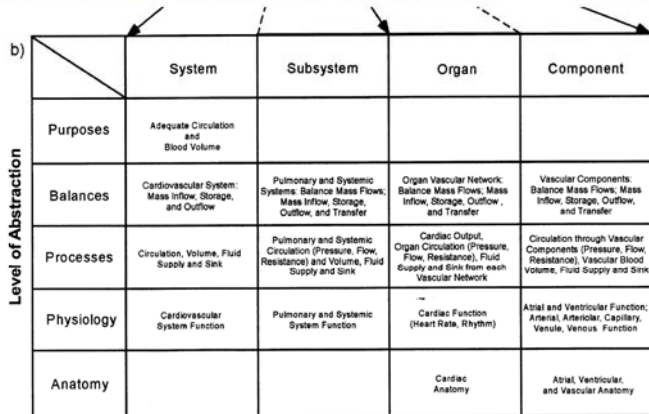 b)
System
Subsystem
Organ
Component
Level of Abstraction
Purposes
Adequate Circulation
and
Blood Volume
Balances
Cardiovascular System:
Mass Inflow, Storage,
and Outflow
Pulmonary and Systemic
Systems: Balance Mass Flows;
Mass Inflow, Storage,
Outflow, and Transfer
Organ Vascular Network:
Balance Mass Flows; Mass
Inflow, Storage, Outflow ,
and Transfer
Vascular Components:
Balance Mass Flows; Mass
Inflow, Storage, Outflow,
and Transfer
Processes
Circulation, Volume, Fluid
Supply and Sink
Pulmonary and Systemic
Circulation (Pressure, Flow,
Resistance) and Volume, Fluid
Supply and Sink
Cardiac Output,
Organ Circulation (Pressure,
Flow, Resistance), Fluid
Supply and Sink from each
Vascular Network
Circulation through Vascular
Components (Pressure, Flow,
Resistance), Vascular Blood
Volume, Fluid Supply and Sink
Physiology
Cardiovascular
System Function
Pulmonary and Systemic
System Function
Cardiac Function
(Heart Rate, Rhythm)
Atrial and Ventricular Function;
Arterial, Arteriolar, Capillary,
Venule, Venous Function
Anatomy
Cardiac
Anatomy
Atrial, Ventricular,
and Vascular Anatomy